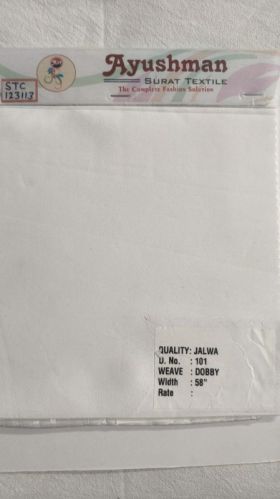 STC
123113
Ayushman
SURAT TEXTILE
The Complete Fashion Solution
QUALITY: JALWA
D. No. : 101
WEAVE : DOBBY
Width : 58"
Rate :